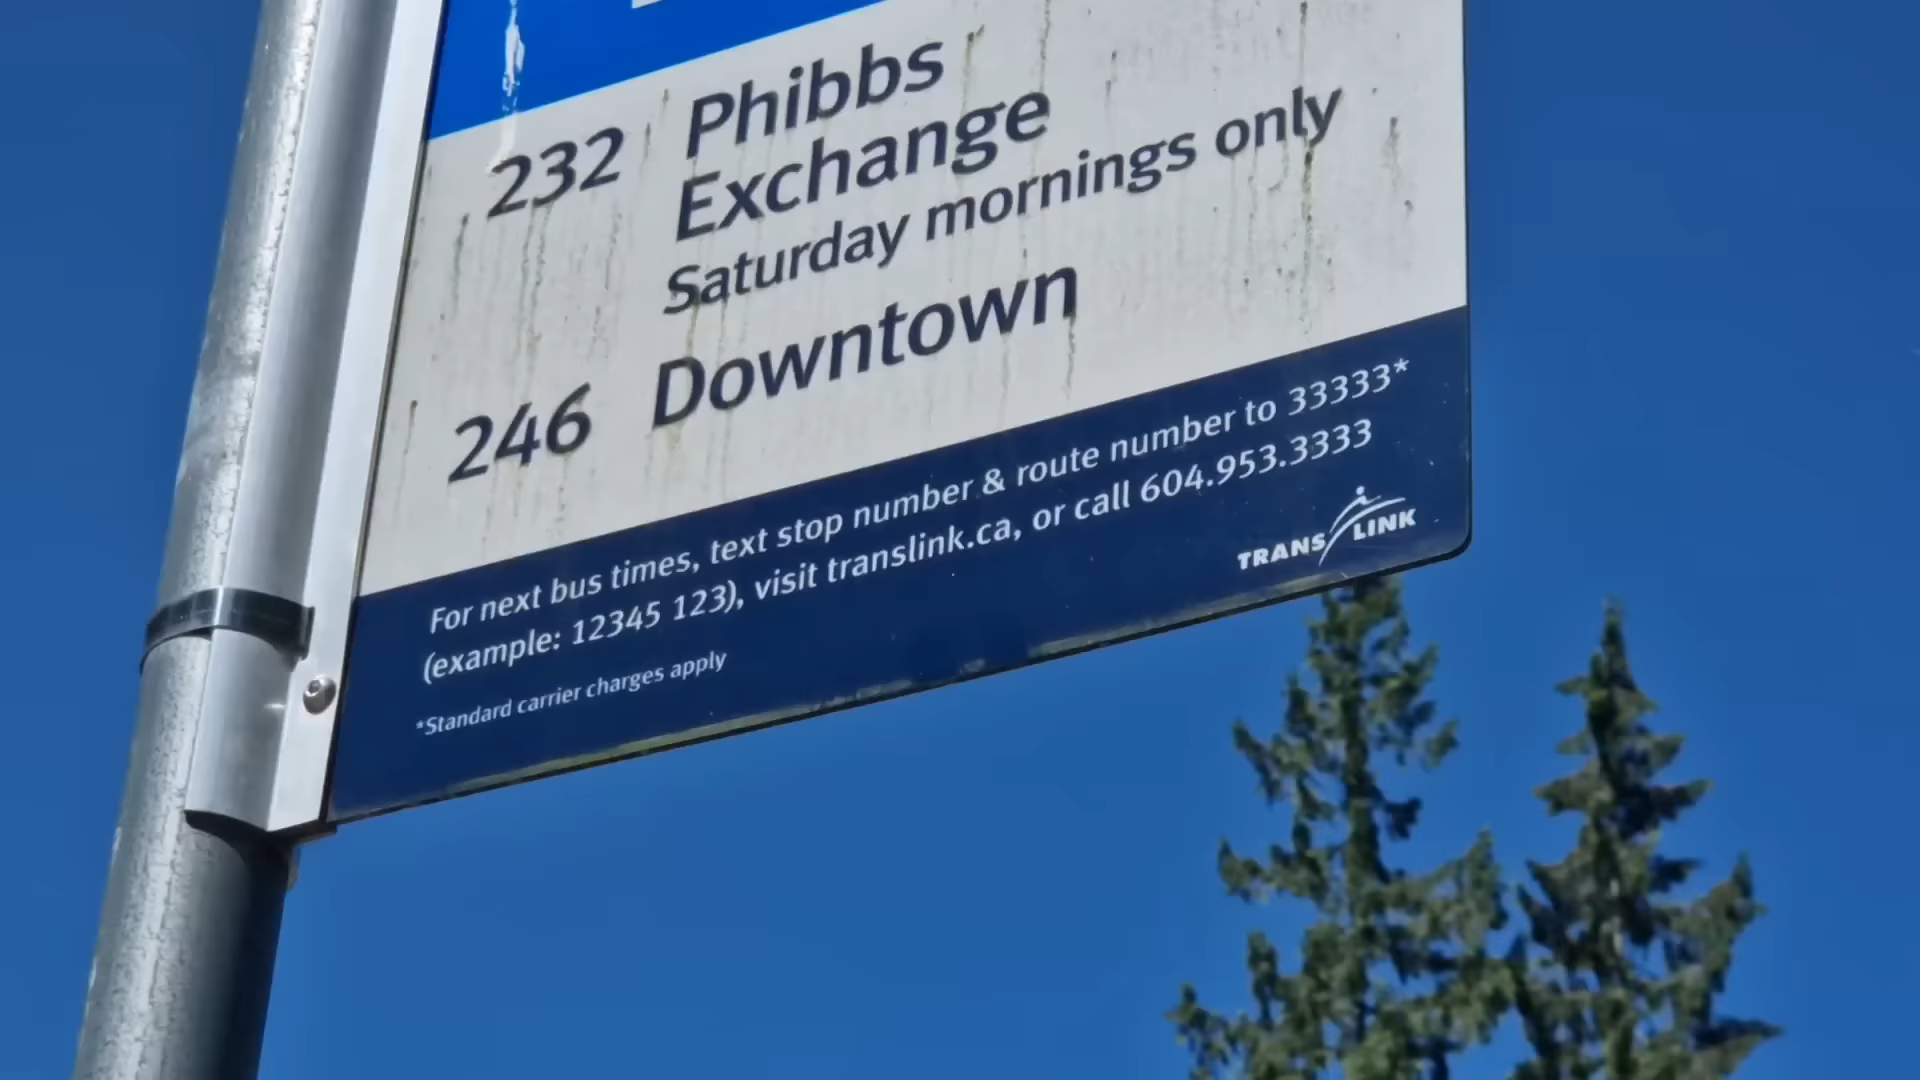 232 Phibbs
Exchange
Saturday mornings only
246 Downtown
For next bus times, text stop number & route number to 33333*
(example: 12345 123), visit translink.ca, or call 604.953.3333
TRANS LINK
*Standard carrier charges apply